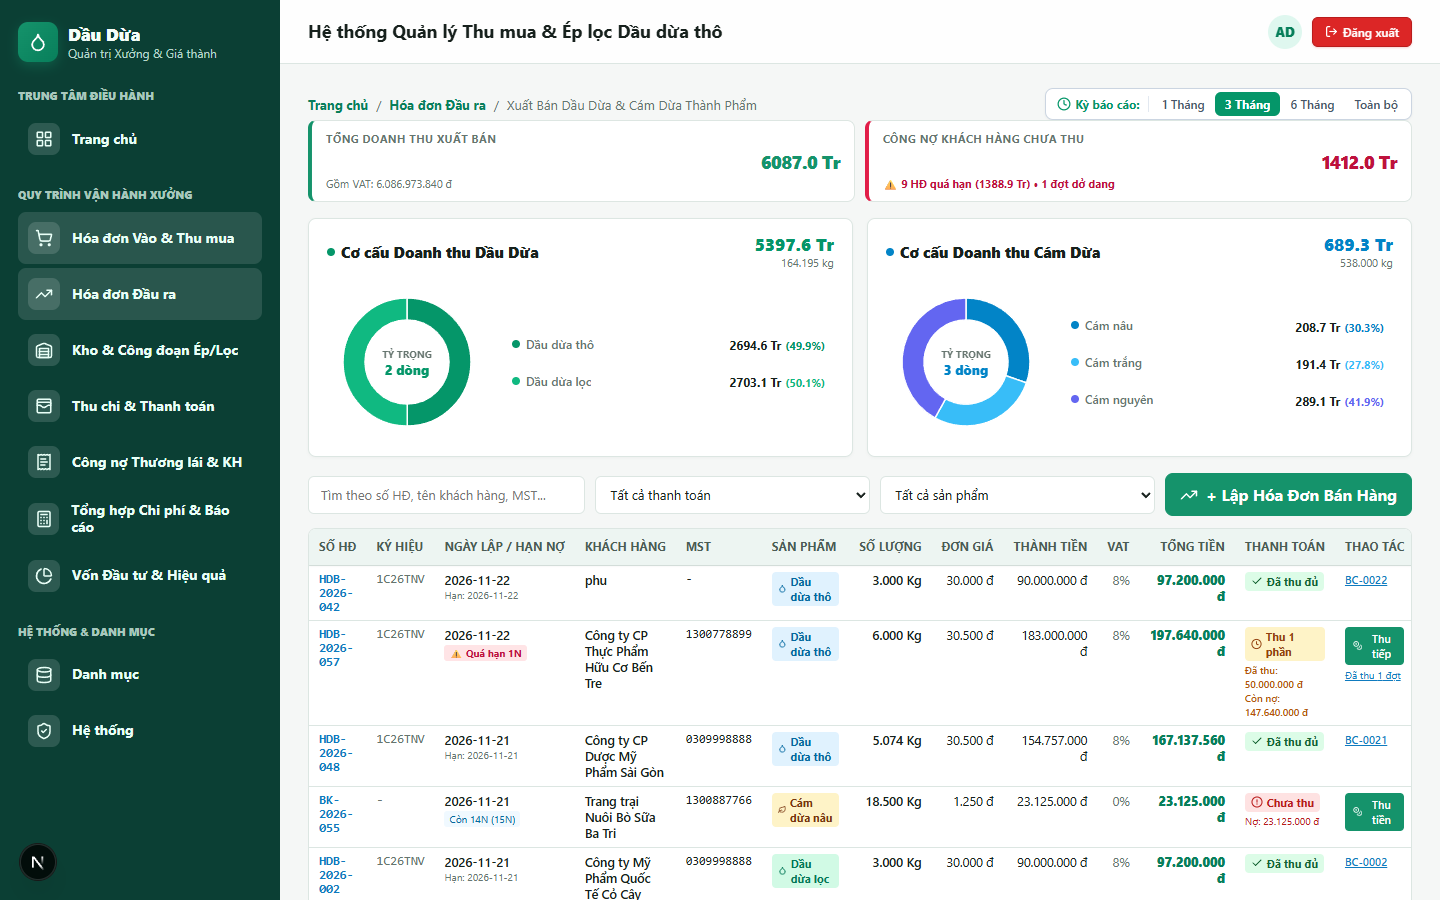 Dầu Dừa
Quản trị Xưởng & Giá thành
TRUNG TÂM ĐIỀU HÀNH
Trang chủ
QUY TRÌNH VẬN HÀNH XƯỞNG
Hóa đơn Vào & Thu mua
Hóa đơn Đầu ra
Kho & Công đoạn Ép/Lọc
Thu chi & Thanh toán
Công nợ Thương lái & KH
Tổng hợp Chi phí & Báo
cáo
Vốn Đầu tư & Hiệu quả
HỆ THỐNG & DANH MỤC
Danh mục
Hệ thống
N
Hệ thống Quản lý Thu mua & Ép lọc Dầu dừa thô
AD
Đăng xuất
Trang chủ / Hóa đơn Đầu ra / Xuất Bán Dầu Dừa & Cám Dừa Thành Phẩm
Kỳ báo cáo: 1 Tháng 3 Tháng 6 Tháng Toàn bộ
TỔNG DOANH THU XUẤT BÁN
6087.0 Tr
Gồm VAT: 6.086.973.840 đ
CÔNG NỢ KHÁCH HÀNG CHƯA THU
1412.0 Tr
9 HĐ quá hạn (1388.9 Tr) • 1 đợt dở dang
Cơ cấu Doanh thu Dầu Dừa
5397.6 Tr
164.195 kg
TỶ TRỌNG
2 dòng
Dầu dừa thô 2694.6 Tr (49.9%)
Dầu dừa lọc 2703.1 Tr (50.1%)
Cơ cấu Doanh thu Cám Dừa
689.3 Tr
538.000 kg
TỶ TRỌNG
3 dòng
Cám nâu 208.7 Tr (30.3%)
Cám trắng 191.4 Tr (27.8%)
Cám nguyên 289.1 Tr (41.9%)
Tìm theo số HĐ, tên khách hàng, MST...
Tất cả thanh toán
Tất cả sản phẩm
+ Lập Hóa Đơn Bán Hàng
SỐ HĐ KÝ HIỆU NGÀY LẬP / HẠN NỢ KHÁCH HÀNG MST SẢN PHẨM SỐ LƯỢNG ĐƠN GIÁ THÀNH TIỀN VAT TỔNG TIỀN THANH TOÁN THAO TÁC
HDB- 1C26TNV 2026-11-22 phu - Dầu 3.000 Kg 30.000 đ 90.000.000 đ 8% 97.200.000 Đã thu đủ BC-0022
2026- Hạn: 2026-11-22 dừa thô đ
042
HDB- 1C26TNV 2026-11-22 Công ty CP 1300778899 Dầu 6.000 Kg 30.500 đ 183.000.000 8% 197.640.000 Thu 1 Thu
2026- Quá hạn 1N Thực Phẩm dừa thô đ đ phần tiếp
057 Hữu Cơ Bến Đã thu: Đã thu 1 đợt
Tre 50.000.000 đ
Còn nợ:
147.640.000 đ
HDB- 1C26TNV 2026-11-21 Công ty CP 0309998888 Dầu 5.074 Kg 30.500 đ 154.757.000 8% 167.137.560 Đã thu đủ BC-0021
2026- Hạn: 2026-11-21 Dược Mỹ dừa thô đ đ
048 Phẩm Sài Gòn
BK- - 2026-11-21 Trang trại 1300887766 Cám 18.500 Kg 1.250 đ 23.125.000 đ 0% 23.125.000 Chưa thu Thu
2026- Còn 14N (15N) Nuôi Bò Sữa dừa nâu đ Nợ: 23.125.000 đ tiền
055 Ba Tri
HDB- 1C26TNV 2026-11-21 Công ty Mỹ 0309998888 Dầu 3.000 Kg 30.000 đ 90.000.000 đ 8% 97.200.000 Đã thu đủ BC-0002
2026- Hạn: 2026-11-21 Phẩm Quốc dừa lọc đ
002 Tế Cỏ Cây